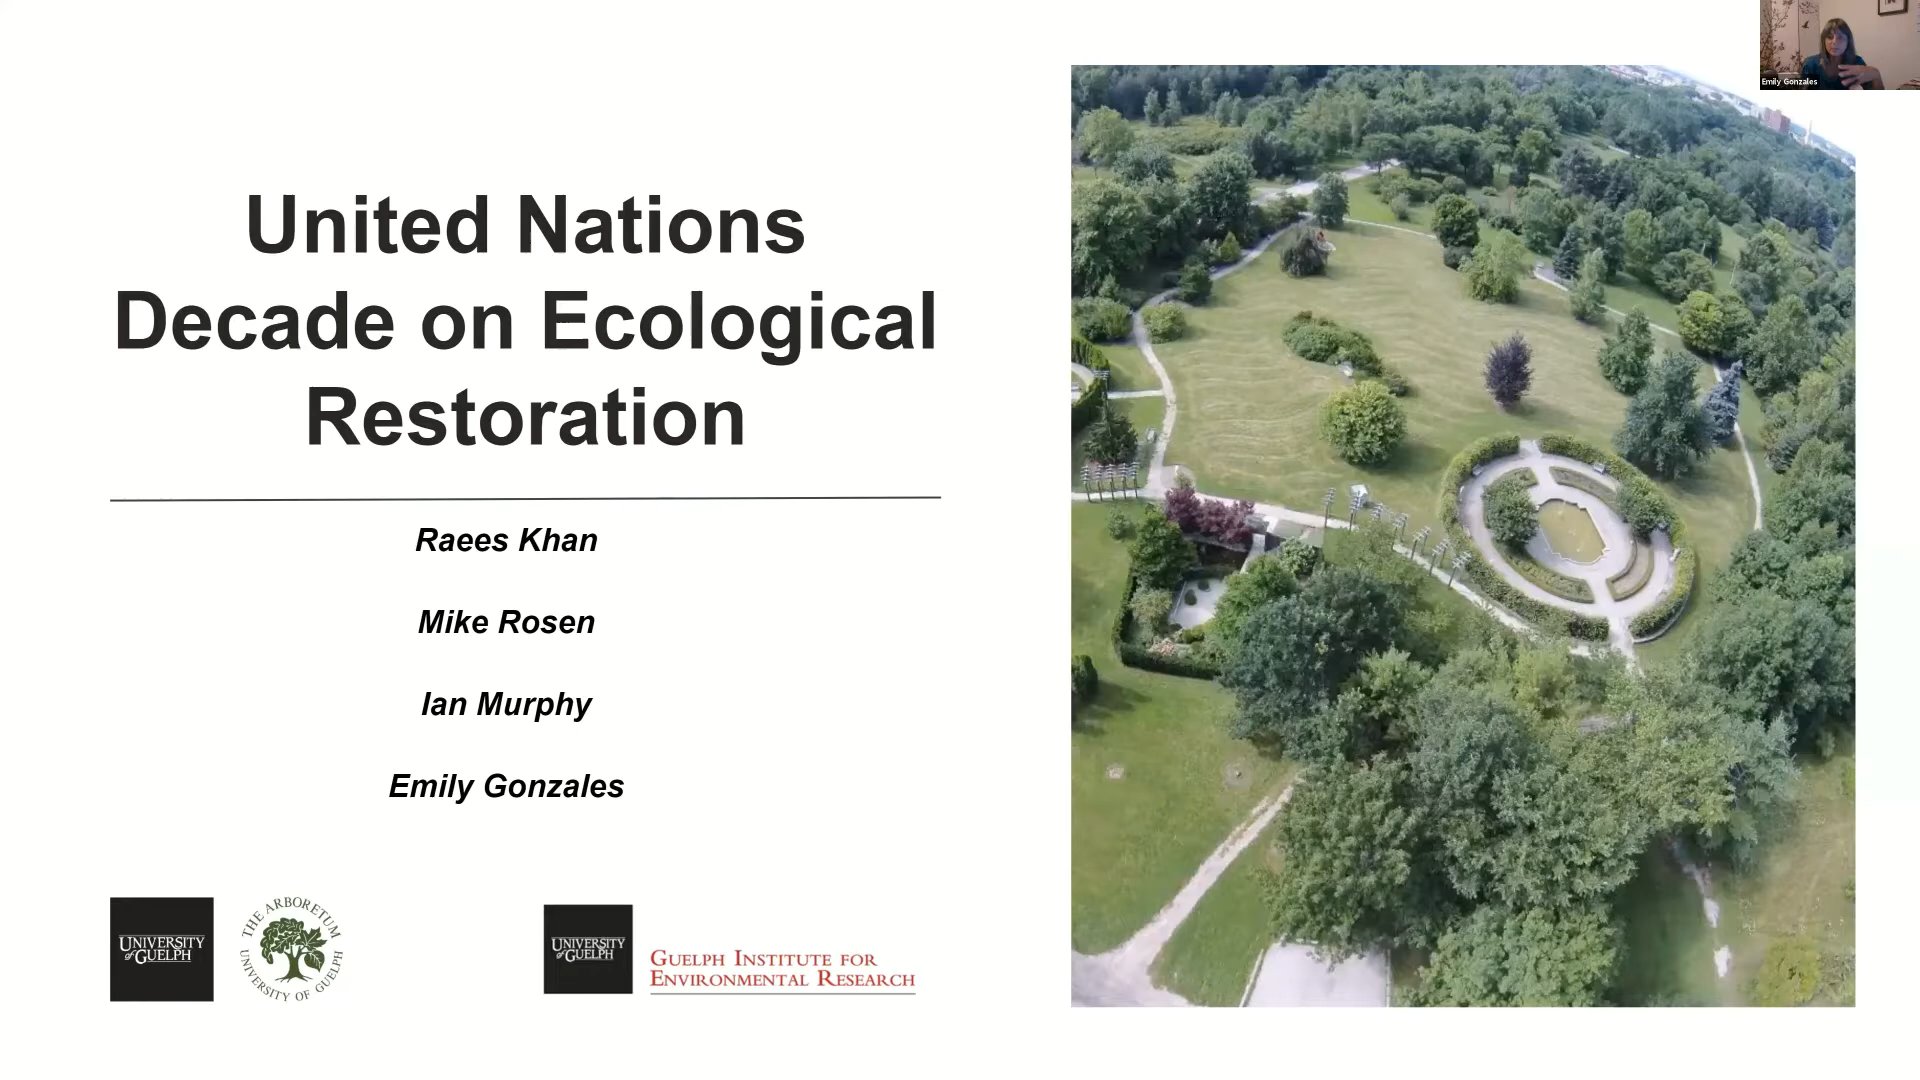 Emily Gonzales
United Nations
Decade on Ecological
Restoration
Raees Khan
Mike Rosen
Ian Murphy
Emily Gonzales
UNIVERSITY
of GUELPH
THE ARBORETUM
UNIVERSITY OF GUELPH
UNIVERSITY
of GUELPH
GUELPH INSTITUTE FOR
ENVIRONMENTAL RESEARCH